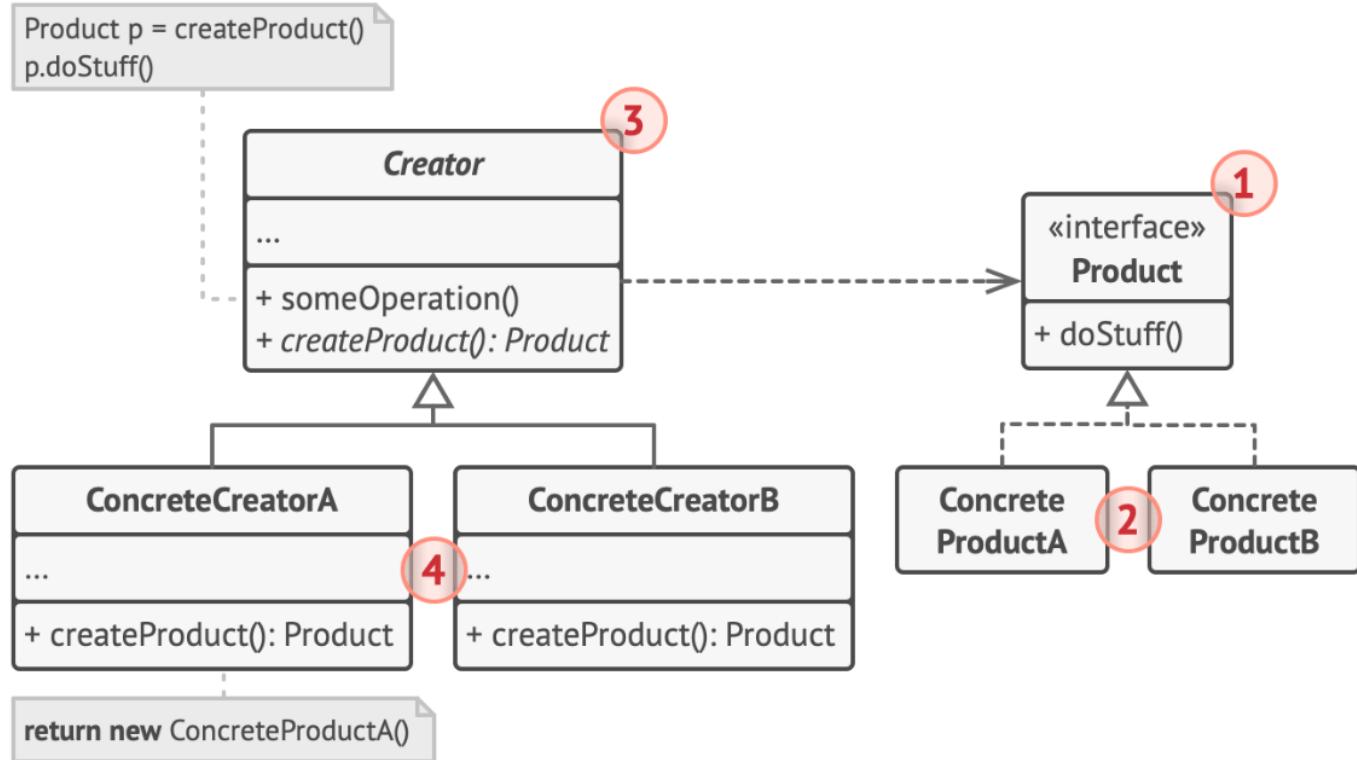 Product p = createProduct()
p.doStuff()
3
Creator
...
+ someOperation()
+ createProduct(): Product
1
«interface»
Product
+ doStuff()
ConcreteCreatorA
...
+ createProduct(): Product
4
ConcreteCreatorB
...
+ createProduct(): Product
Concrete
ProductA
2
Concrete
ProductB
return new ConcreteProductA()